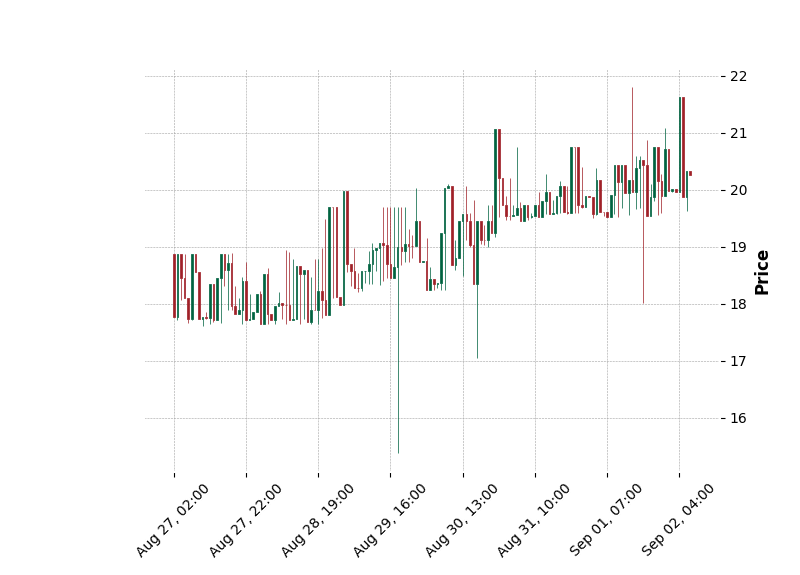 22
21
20
19
18
17
16
Price
Aug 27, 02:00
Aug 27, 22:00
Aug 28, 19:00
Aug 29, 16:00
Aug 30, 13:00
Aug 31, 10:00
Sep 01, 07:00
Sep 02, 04:00